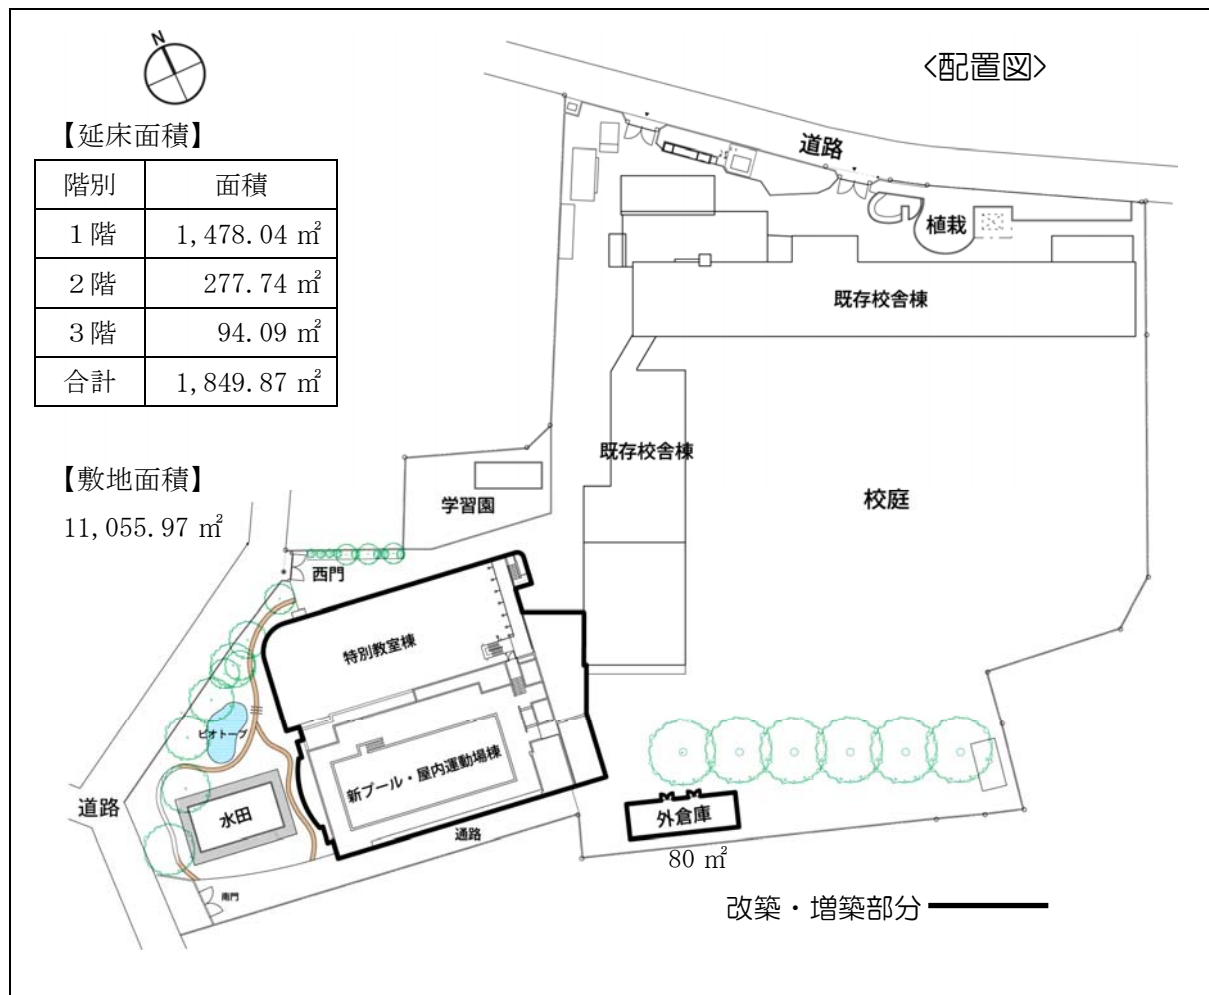 N
<配置図>
【延床面積】
階別 面積
1階 1,478.04 ㎡
2階 277.74 ㎡
3階 94.09 ㎡
合計 1,849.87 ㎡
【敷地面積】
11,055.97 ㎡
道路
植栽
既存校舎棟
既存校舎棟
校庭
学習園
西門
特別教室棟
ビオトープ
新プール・屋内運動場棟
道路
水田
通路
南門
外倉庫
80 ㎡
改築・増築部分